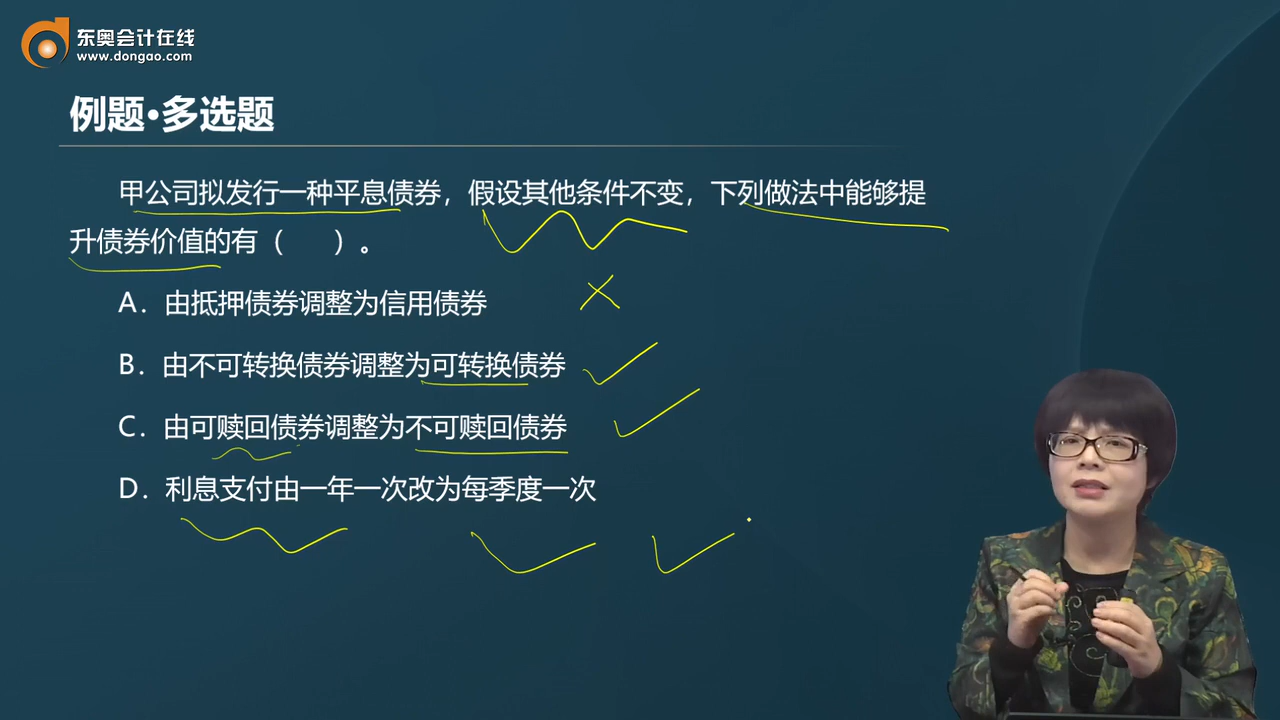 东奥会计在线
www.dongao.com
例题·多选题
甲公司拟发行一种平息债券，假设其他条件不变，下列做法中能够提
升债券价值的有（　　）。
A．由抵押债券调整为信用债券
B．由不可转换债券调整为可转换债券
C．由可赎回债券调整为不可赎回债券
D．利息支付由一年一次改为每季度一次